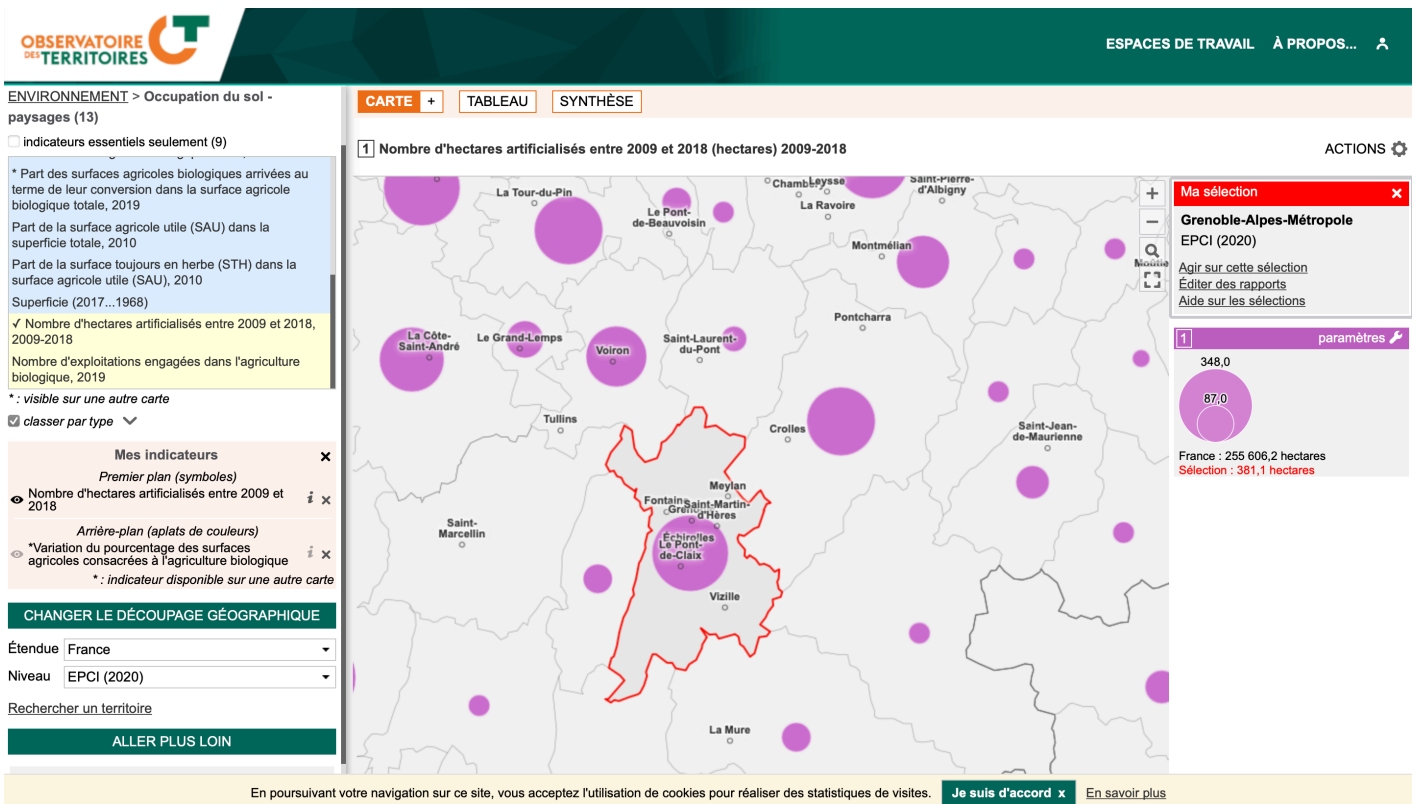 OBSERVATOIRE
DES TERRITOIRES
ESPACES DE TRAVAIL À PROPOS...
ENVIRONNEMENT > Occupation du sol -
paysages (13)
indicateurs essentiels seulement (9)
* Part des surfaces agricoles biologiques arrivées au
terme de leur conversion dans la surface agricole
biologique totale, 2019
Part de la surface agricole utile (SAU) dans la
superficie totale, 2010
Part de la surface toujours en herbe (STH) dans la
surface agricole utile (SAU), 2010
Superficie (2017...1968)
✓ Nombre d'hectares artificialisés entre 2009 et 2018,
2009-2018
Nombre d'exploitations engagées dans l'agriculture
biologique, 2019
* : visible sur une autre carte
classer par type
Mes indicateurs ×
Premier plan (symboles)
Nombre d'hectares artificialisés entre 2009 et
2018
i ×
Arrière-plan (aplats de couleurs)
*Variation du pourcentage des surfaces
agricoles consacrées à l'agriculture biologique
i ×
* : indicateur disponible sur une autre carte
CHANGER LE DÉCOUPAGE GÉOGRAPHIQUE
Étendue France
Niveau EPCI (2020)
Rechercher un territoire
ALLER PLUS LOIN
CARTE + TABLEAU SYNTHÈSE
1 Nombre d'hectares artificialisés entre 2009 et 2018 (hectares) 2009-2018
ACTIONS
La Tour-du-Pin
Le Pont-
de-Beauvoisin
La Ravoire
Saint-Pierre-
d'Albigny
Montmélian
Pontcharra
La Côte-
Saint-André
Le Grand-Lemps
Voiron
Saint-Laurent-
du-Pont
Tullins
Crolles
Saint-Jean-
de-Maurienne
Meylan
Fontaine
Saint-Martin-
d'Hères
Échirolles
Le Pont-
de-Claix
Saint-
Marcellin
Vizille
La Mure
+
−
Ma sélection ×
Grenoble-Alpes-Métropole
EPCI (2020)
Agir sur cette sélection
Éditer des rapports
Aide sur les sélections
1 paramètres
348,0
87,0
France : 255 606,2 hectares
Sélection : 381,1 hectares
En poursuivant votre navigation sur ce site, vous acceptez l'utilisation de cookies pour réaliser des statistiques de visites. Je suis d'accord x En savoir plus